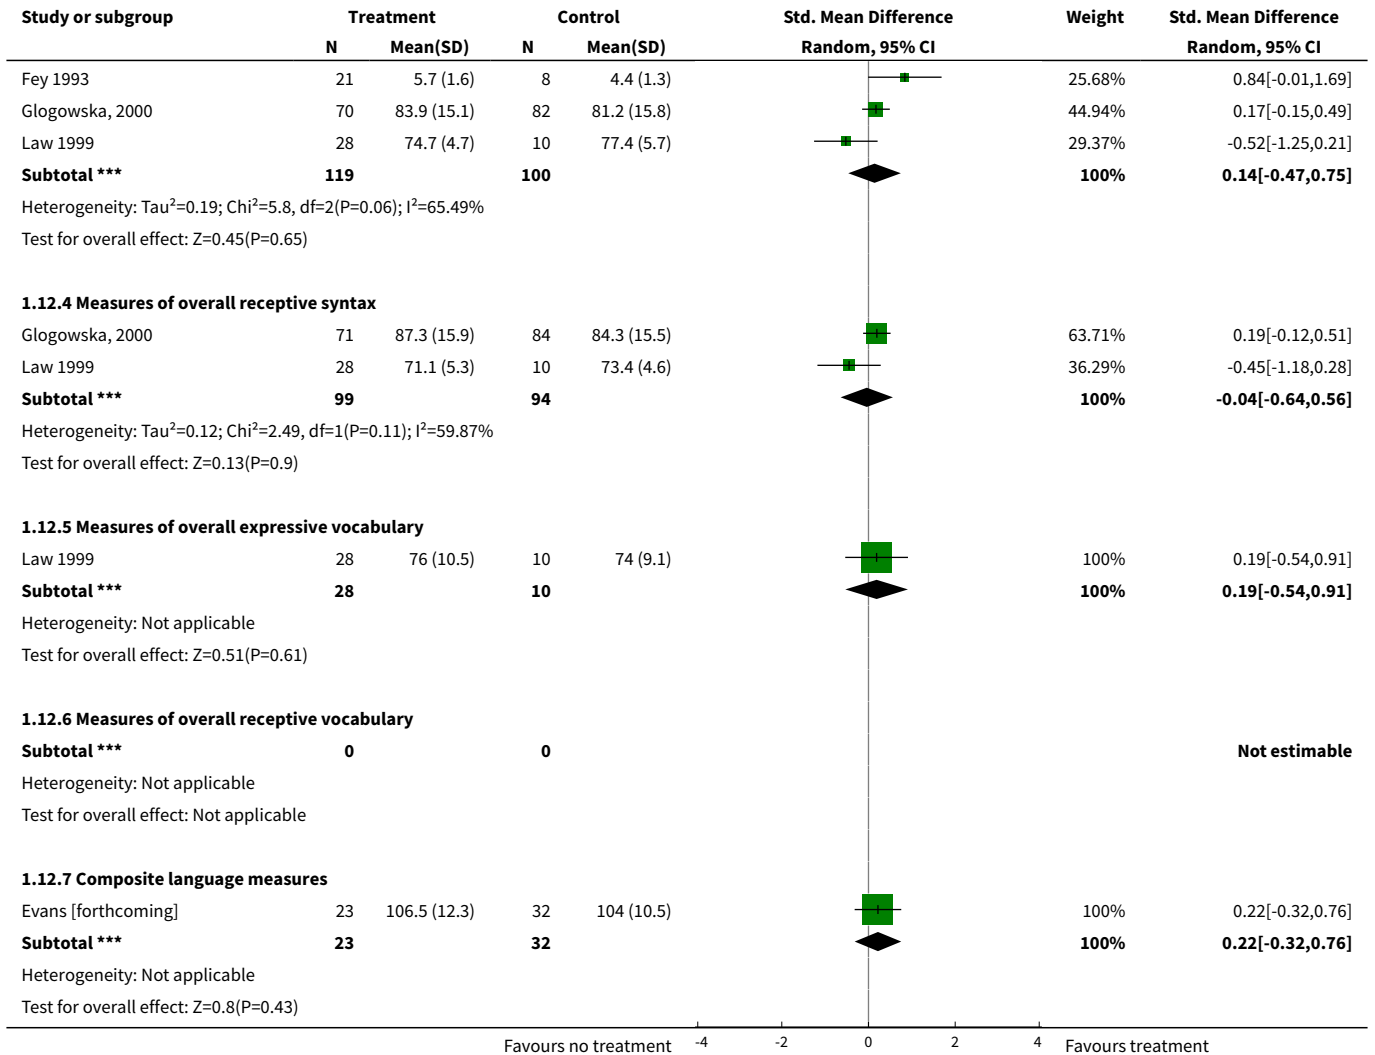 Study or subgroup Treatment Control Std. Mean Difference Weight Std. Mean Difference
N Mean(SD) N Mean(SD) Random, 95% CI Random, 95% CI
Fey 1993 21 5.7 (1.6) 8 4.4 (1.3) 25.68% 0.84[-0.01,1.69]
Glogowska, 2000 70 83.9 (15.1) 82 81.2 (15.8) 44.94% 0.17[-0.15,0.49]
Law 1999 28 74.7 (4.7) 10 77.4 (5.7) 29.37% -0.52[-1.25,0.21]
Subtotal *** 119 100 100% 0.14[-0.47,0.75]
Heterogeneity: Tau²=0.19; Chi²=5.8, df=2(P=0.06); I²=65.49%
Test for overall effect: Z=0.45(P=0.65)
1.12.4 Measures of overall receptive syntax
Glogowska, 2000 71 87.3 (15.9) 84 84.3 (15.5) 63.71% 0.19[-0.12,0.51]
Law 1999 28 71.1 (5.3) 10 73.4 (4.6) 36.29% -0.45[-1.18,0.28]
Subtotal *** 99 94 100% -0.04[-0.64,0.56]
Heterogeneity: Tau²=0.12; Chi²=2.49, df=1(P=0.11); I²=59.87%
Test for overall effect: Z=0.13(P=0.9)
1.12.5 Measures of overall expressive vocabulary
Law 1999 28 76 (10.5) 10 74 (9.1) 100% 0.19[-0.54,0.91]
Subtotal *** 28 10 100% 0.19[-0.54,0.91]
Heterogeneity: Not applicable
Test for overall effect: Z=0.51(P=0.61)
1.12.6 Measures of overall receptive vocabulary
Subtotal *** 0 0 Not estimable
Heterogeneity: Not applicable
Test for overall effect: Not applicable
1.12.7 Composite language measures
Evans [forthcoming] 23 106.5 (12.3) 32 104 (10.5) 100% 0.22[-0.32,0.76]
Subtotal *** 23 32 100% 0.22[-0.32,0.76]
Heterogeneity: Not applicable
Test for overall effect: Z=0.8(P=0.43)
Favours no treatment -4 -2 0 2 4 Favours treatment